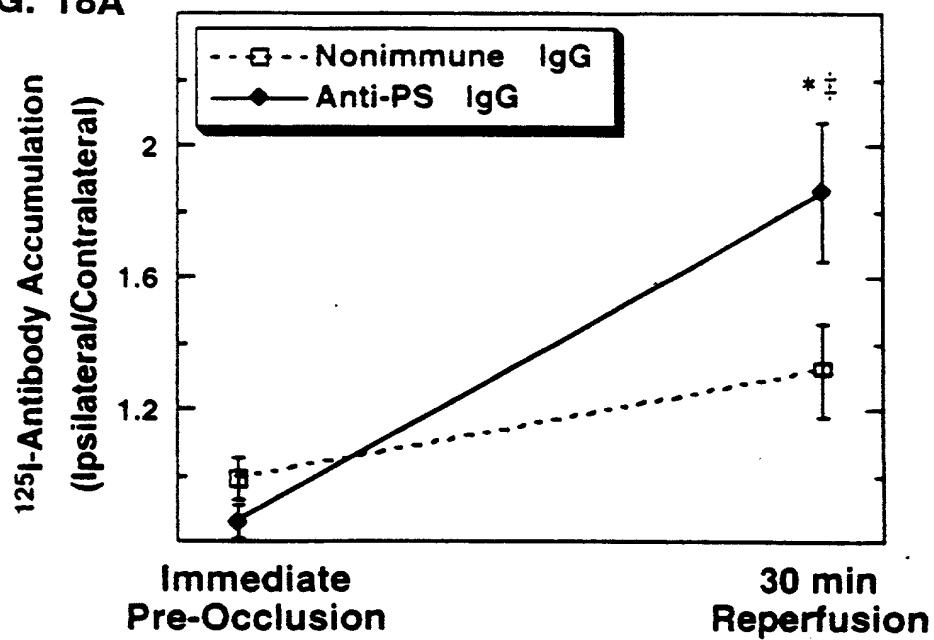 G. 18A
Nonimmune IgG
Anti-PS IgG
* ‡
2
1.6
1.2
125I-Antibody Accumulation
(Ipsilateral/Contralateral)
Immediate
Pre-Occlusion
30 min
Reperfusion